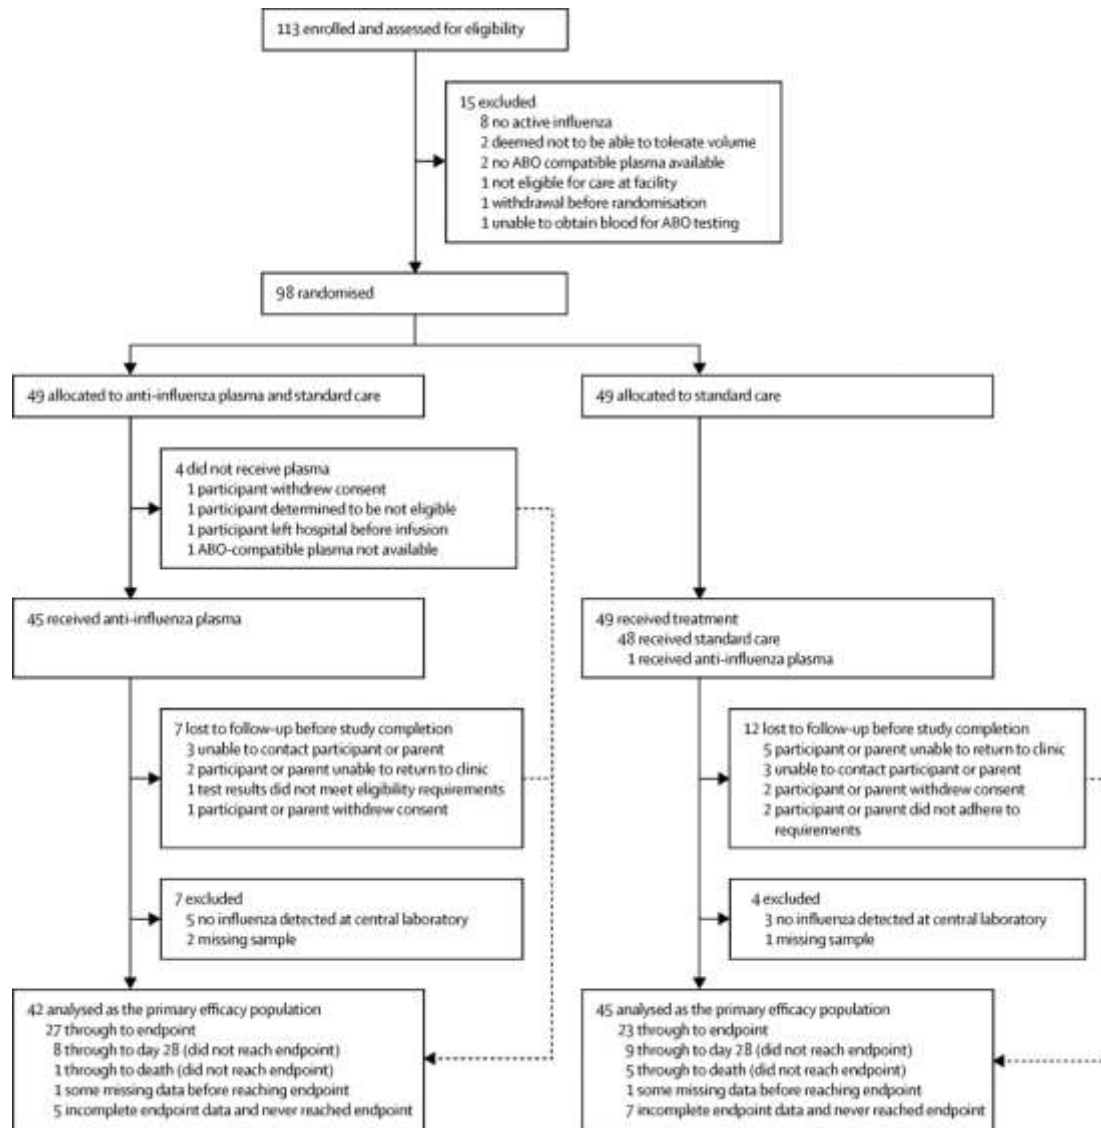 113 enrolled and assessed for eligibility
15 excluded
8 no active influenza
2 deemed not to be able to tolerate volume
2 no ABO compatible plasma available
1 not eligible for care at facility
1 withdrawal before randomisation
1 unable to obtain blood for ABO testing
98 randomised
49 allocated to anti-influenza plasma and standard care
49 allocated to standard care
4 did not receive plasma
1 participant withdrew consent
1 participant determined to be not eligible
1 participant left hospital before infusion
1 ABO-compatible plasma not available
45 received anti-influenza plasma
49 received treatment
48 received standard care
1 received anti-influenza plasma
7 lost to follow-up before study completion
3 unable to contact participant or parent
2 participant or parent unable to return to clinic
1 test results did not meet eligibility requirements
1 participant or parent withdrew consent
12 lost to follow-up before study completion
5 participant or parent unable to return to clinic
3 unable to contact participant or parent
2 participant or parent withdrew consent
2 participant or parent did not adhere to
requirements
7 excluded
5 no influenza detected at central laboratory
2 missing sample
4 excluded
3 no influenza detected at central laboratory
1 missing sample
42 analysed as the primary efficacy population
27 through to endpoint
8 through to day 28 (did not reach endpoint)
1 through to death (did not reach endpoint)
1 some missing data before reaching endpoint
5 incomplete endpoint data and never reached endpoint
45 analysed as the primary efficacy population
23 through to endpoint
9 through to day 28 (did not reach endpoint)
5 through to death (did not reach endpoint)
1 some missing data before reaching endpoint
7 incomplete endpoint data and never reached endpoint